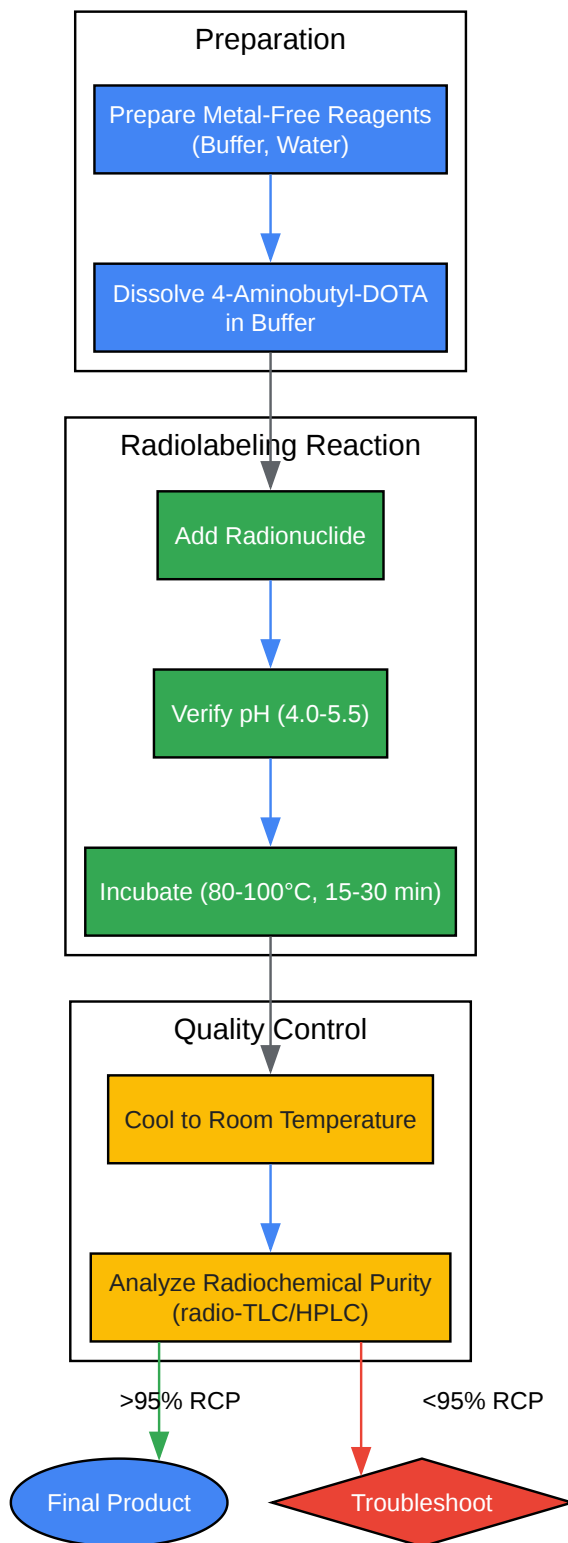 Preparation
Prepare Metal-Free Reagents
(Buffer, Water)
Dissolve 4-Aminobutyl-DOTA
in Buffer
Radiolabeling Reaction
Add Radionuclide
Verify pH (4.0-5.5)
Incubate (80-100°C, 15-30 min)
Quality Control
Cool to Room Temperature
Analyze Radiochemical Purity
(radio-TLC/HPLC)
>95% RCP
<95% RCP
Final Product
Troubleshoot